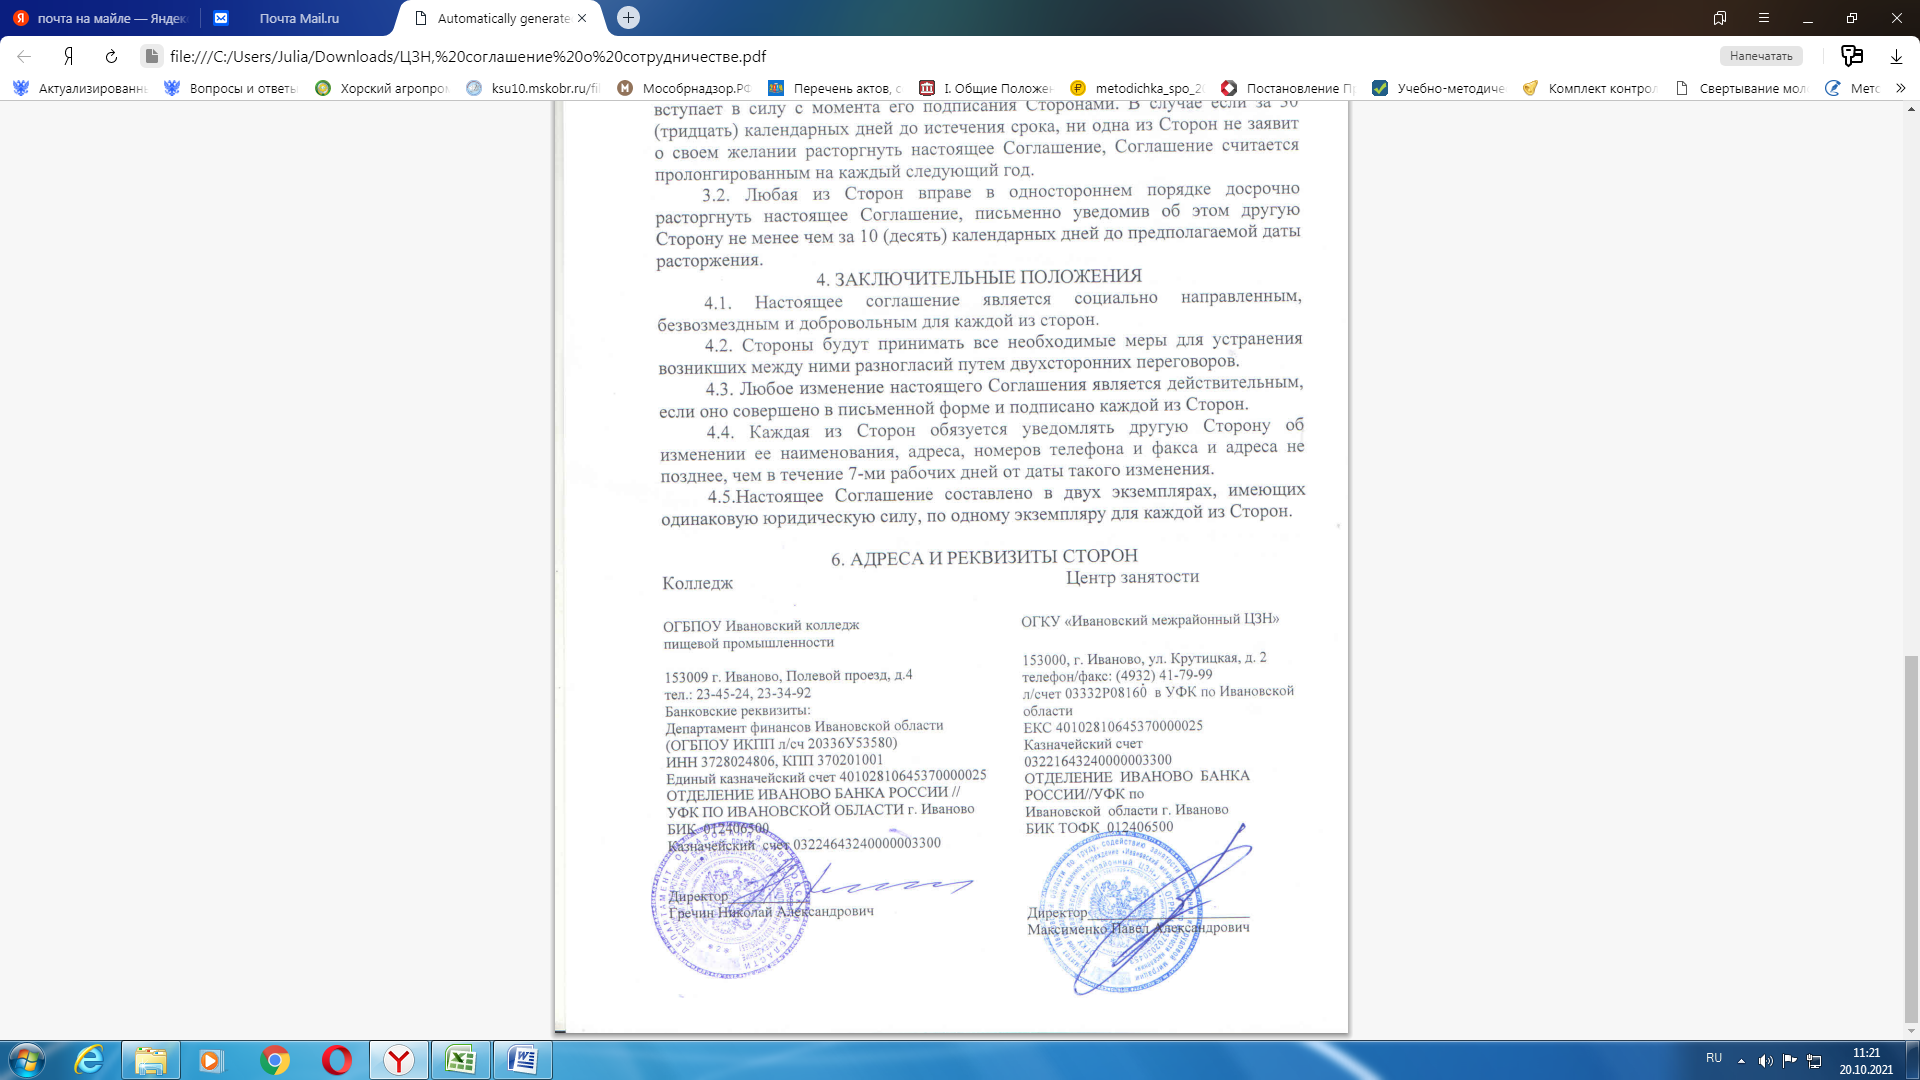 почта на майле — Яндек
Почта Mail.ru
Automatically generate
file:///C:/Users/Julia/Downloads/ЦЗН,%20соглашение%20о%20сотрудничестве.pdf
Напечатать
Актуализированны
Вопросы и ответы
Хорский агропром
ksu10.mskobr.ru/fil
Мособрнадзор.РФ
Перечень актов, с
I. Общие Положен
metodichka_spo_20
Постановление Пр
Учебно-методиче
Комплект контрол
Свертывание моло
Мето
вступает в силу с момента его подписания Сторонами. В случае если за 30
(тридцать) календарных дней до истечения срока, ни одна из Сторон не заявит
о своем желании расторгнуть настоящее Соглашение, Соглашение считается
пролонгированным на каждый следующий год.
3.2. Любая из Сторон вправе в одностороннем порядке досрочно
расторгнуть настоящее Соглашение, письменно уведомив об этом другую
Сторону не менее чем за 10 (десять) календарных дней до предполагаемой даты
расторжения.
4. ЗАКЛЮЧИТЕЛЬНЫЕ ПОЛОЖЕНИЯ
4.1. Настоящее соглашение является социально направленным,
безвозмездным и добровольным для каждой из сторон.
4.2. Стороны будут принимать все необходимые меры для устранения
возникших между ними разногласий путем двухсторонних переговоров.
4.3. Любое изменение настоящего Соглашения является действительным,
если оно совершено в письменной форме и подписано каждой из Сторон.
4.4. Каждая из Сторон обязуется уведомлять другую Сторону об
изменении ее наименования, адреса, номеров телефона и факса и адреса не
позднее, чем в течение 7-ми рабочих дней от даты такого изменения.
4.5.Настоящее Соглашение составлено в двух экземплярах, имеющих
одинаковую юридическую силу, по одному экземпляру для каждой из Сторон.
6. АДРЕСА И РЕКВИЗИТЫ СТОРОН
Колледж
ОГБПОУ Ивановский колледж
пищевой промышленности
153009 г. Иваново, Полевой проезд, д.4
тел.: 23-45-24, 23-34-92
Банковские реквизиты:
Департамент финансов Ивановской области
(ОГБПОУ ИКПП л/сч 20336У53580)
ИНН 3728024806, КПП 370201001
Единый казначейский счет 40102810645370000025
ОТДЕЛЕНИЕ ИВАНОВО БАНКА РОССИИ //
УФК ПО ИВАНОВСКОЙ ОБЛАСТИ г. Иваново
БИК 012406500
Казначейский счет 03224643240000003300
Директор
Гречин Николай Александрович
Центр занятости
ОГКУ «Ивановский межрайонный ЦЗН»
153000, г. Иваново, ул. Крутицкая, д. 2
телефон/факс: (4932) 41-79-99
л/счет 03332Р08160 в УФК по Ивановской
области
ЕКС 40102810645370000025
Казначейский счет
03221643240000003300
ОТДЕЛЕНИЕ ИВАНОВО БАНКА
РОССИИ//УФК по
Ивановской области г. Иваново
БИК ТОФК 012406500
Директор
Максименко Павел Александрович
RU
11:21
20.10.2021